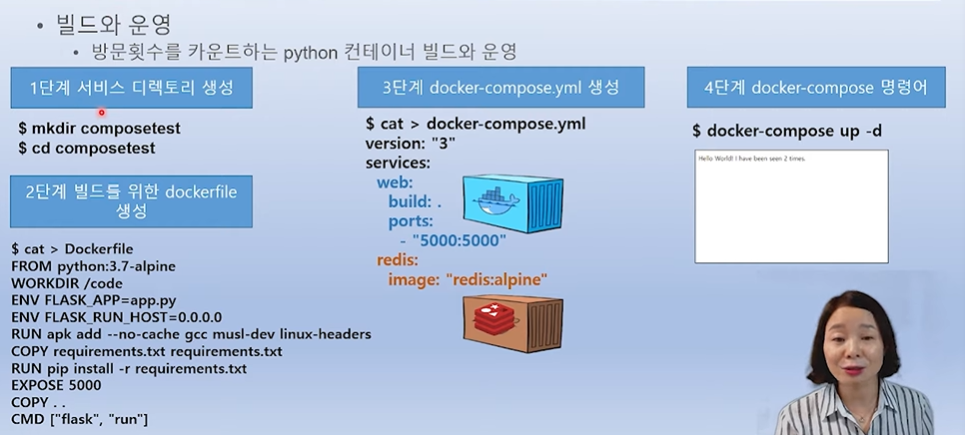 • 빌드와 운영
• 방문횟수를 카운트하는 python 컨테이너 빌드와 운영
1단계 서비스 디렉토리 생성
$ mkdir composetest
$ cd composetest
2단계 빌드를 위한 dockerfile
생성
$ cat > Dockerfile
FROM python:3.7-alpine
WORKDIR /code
ENV FLASK_APP=app.py
ENV FLASK_RUN_HOST=0.0.0.0
RUN apk add --no-cache gcc musl-dev linux-headers
COPY requirements.txt requirements.txt
RUN pip install -r requirements.txt
EXPOSE 5000
COPY . .
CMD ["flask", "run"]
3단계 docker-compose.yml 생성
$ cat > docker-compose.yml
version: "3"
services:
web:
build: .
ports:
- "5000:5000"
redis:
image: "redis:alpine"
4단계 docker-compose 명령어
$ docker-compose up -d
Hello World! I have been seen 2 times.